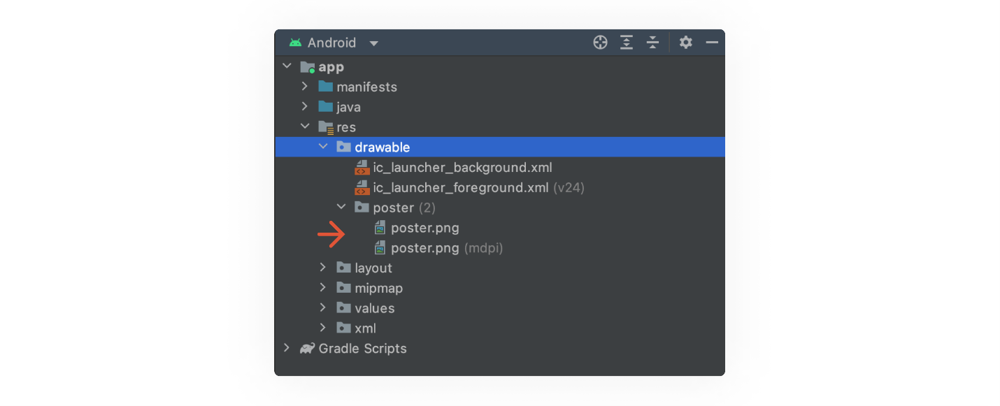 Android
app
manifests
java
res
drawable
ic_launcher_background.xml
ic_launcher_foreground.xml (v24)
poster (2)
poster.png
poster.png (mdpi)
layout
mipmap
values
xml
Gradle Scripts